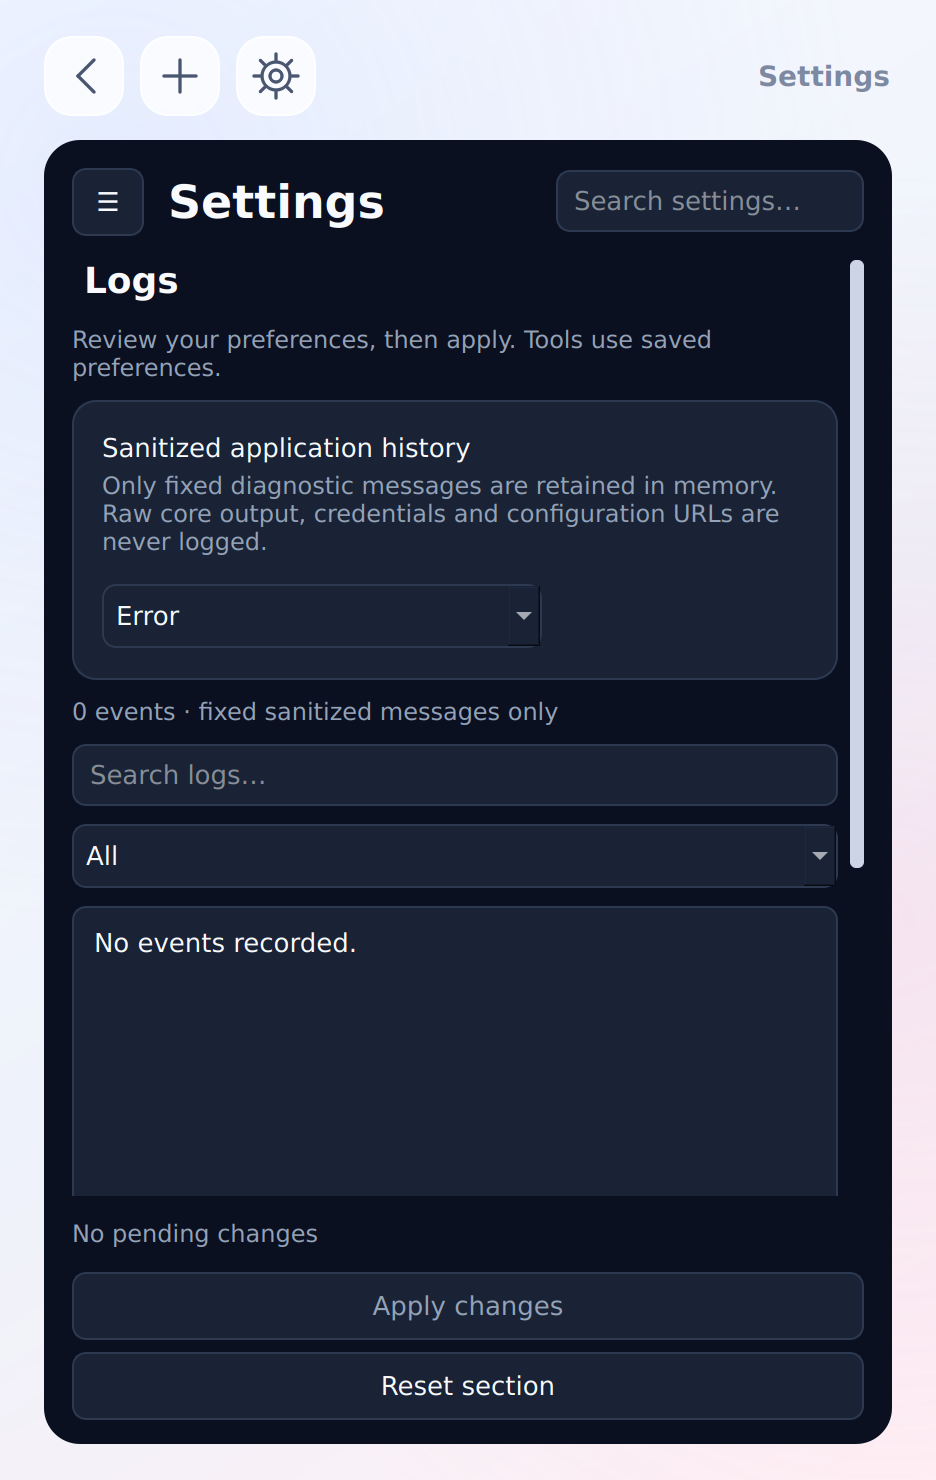 Settings
☰ Settings Search settings...
Logs
Review your preferences, then apply. Tools use saved
preferences.
Sanitized application history
Only fixed diagnostic messages are retained in memory.
Raw core output, credentials and configuration URLs are
never logged.
Error
0 events · fixed sanitized messages only
Search logs...
All
No events recorded.
No pending changes
Apply changes
Reset section